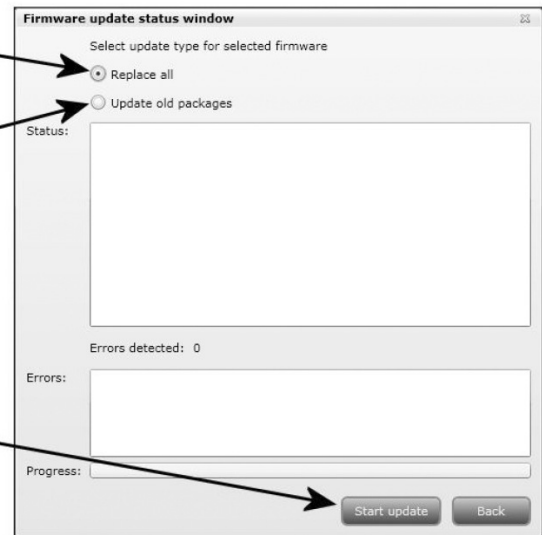 Firmware update status window
Select update type for selected firmware
Replace all
Update old packages
Status:
Errors detected: 0
Errors:
Progress:
Start update
Back